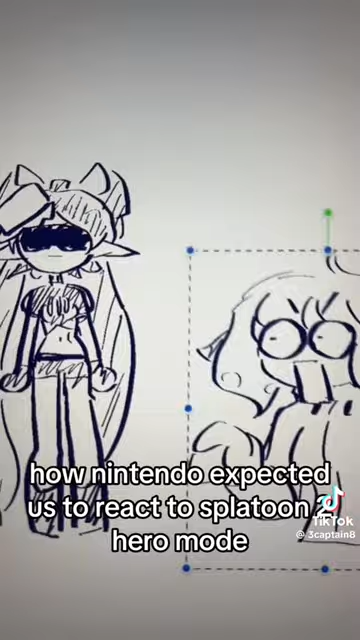 how nintendo expected
us to react to splatoon 2
hero mode
TikTok
@ 3captain8